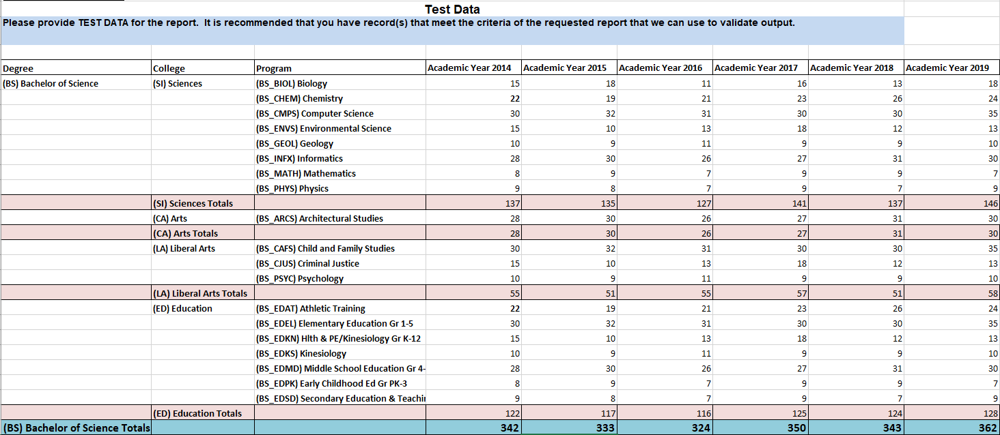 Test Data
Please provide TEST DATA for the report. It is recommended that you have record(s) that meet the criteria of the requested report that we can use to validate output.
Degree College Program Academic Year 2014 Academic Year 2015 Academic Year 2016 Academic Year 2017 Academic Year 2018 Academic Year 2019
(BS) Bachelor of Science (SI) Sciences (BS_BIOL) Biology 15 18 11 16 13 18
(BS_CHEM) Chemistry 22 19 21 23 26 24
(BS_CMPS) Computer Science 30 32 31 30 30 35
(BS_ENVS) Environmental Science 15 10 13 18 12 13
(BS_GEOL) Geology 10 9 11 9 9 10
(BS_INFX) Informatics 28 30 26 27 31 30
(BS_MATH) Mathematics 8 9 7 9 9 7
(BS_PHYS) Physics 9 8 7 9 7 9
(SI) Sciences Totals 137 135 127 141 137 146
(CA) Arts (BS_ARCS) Architectural Studies 28 30 26 27 31 30
(CA) Arts Totals 28 30 26 27 31 30
(LA) Liberal Arts (BS_CAFS) Child and Family Studies 30 32 31 30 30 35
(BS_CJUS) Criminal Justice 15 10 13 18 12 13
(BS_PSYC) Psychology 10 9 11 9 9 10
(LA) Liberal Arts Totals 55 51 55 57 51 58
(ED) Education (BS_EDAT) Athletic Training 22 19 21 23 26 24
(BS_EDEL) Elementary Education Gr 1-5 30 32 31 30 30 35
(BS_EDKN) Hlth & PE/Kinesiology Gr K-12 15 10 13 18 12 13
(BS_EDKS) Kinesiology 10 9 11 9 9 10
(BS_EDMD) Middle School Education Gr 4- 28 30 26 27 31 30
(BS_EDPK) Early Childhood Ed Gr PK-3 8 9 7 9 9 7
(BS_EDSD) Secondary Education & Teachin 9 8 7 9 7 9
(ED) Education Totals 122 117 116 125 124 128
(BS) Bachelor of Science Totals 342 333 324 350 343 362